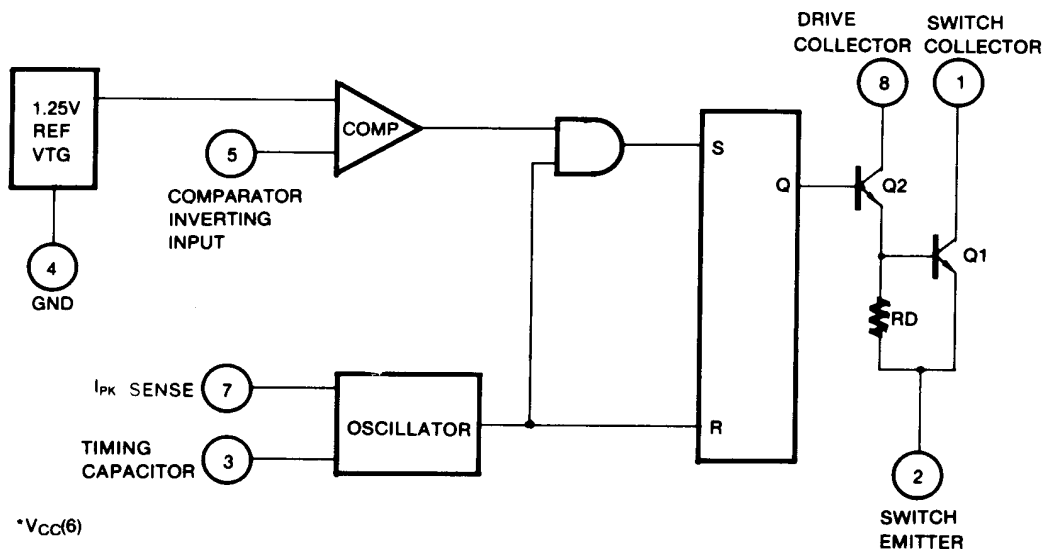 DRIVE
COLLECTOR
SWITCH
COLLECTOR
8
1
1.25V
REF
VTG
COMP
5
COMPARATOR
INVERTING
INPUT
4
GND
S
Q
Q2
Q1
RD
IPK SENSE
7
OSCILLATOR
R
TIMING
CAPACITOR
3
2
SWITCH
EMITTER
*VCC(6)